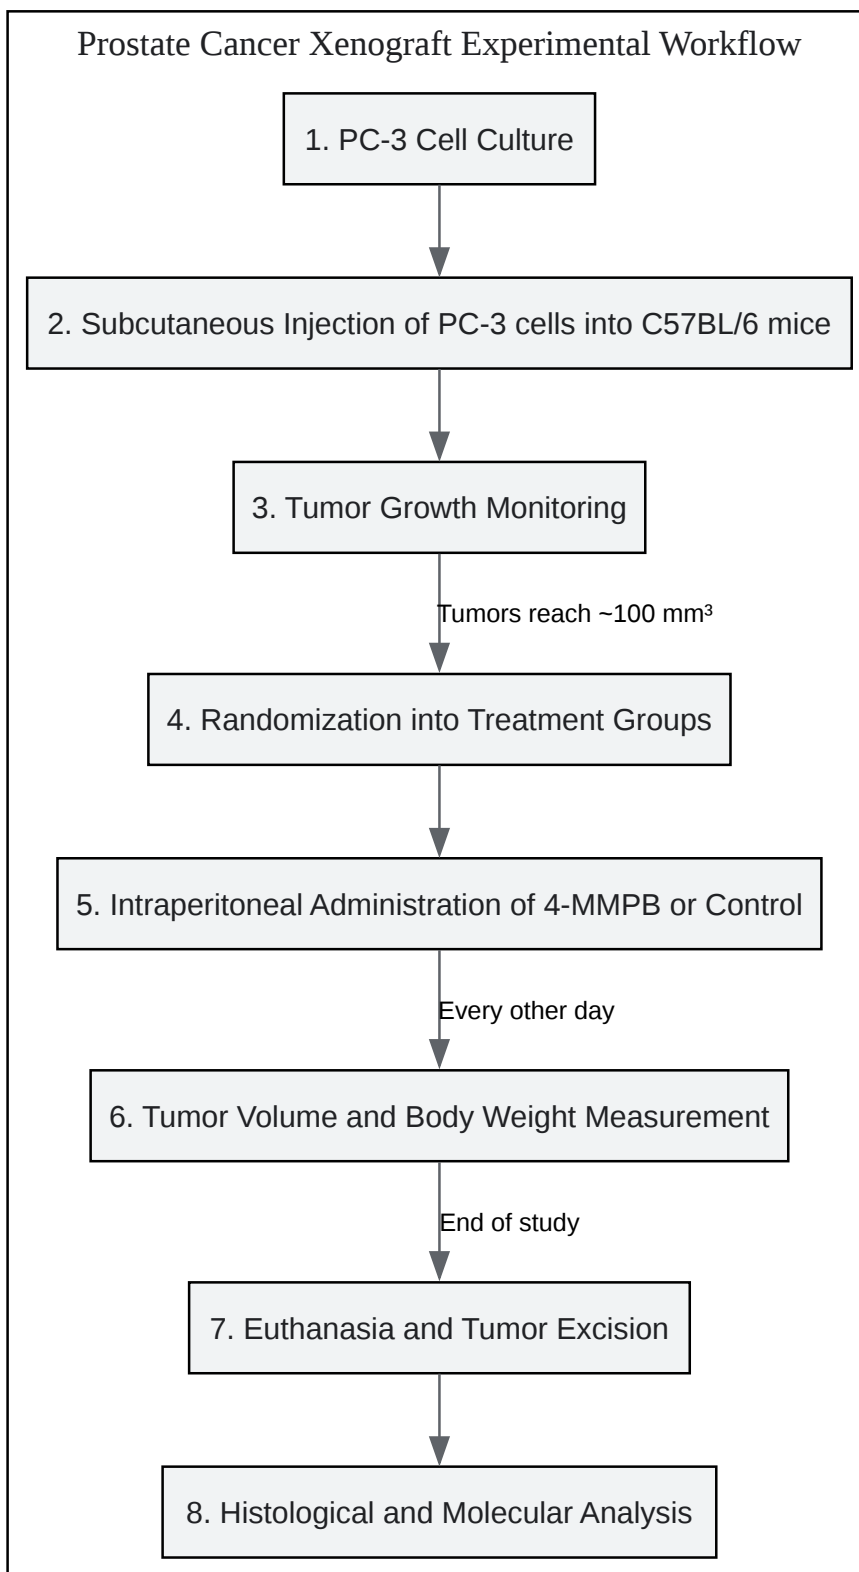 Prostate Cancer Xenograft Experimental Workflow
1. PC-3 Cell Culture
2. Subcutaneous Injection of PC-3 cells into C57BL/6 mice
3. Tumor Growth Monitoring
Tumors reach ~100 mm³
4. Randomization into Treatment Groups
5. Intraperitoneal Administration of 4-MMPB or Control
Every other day
6. Tumor Volume and Body Weight Measurement
End of study
7. Euthanasia and Tumor Excision
8. Histological and Molecular Analysis